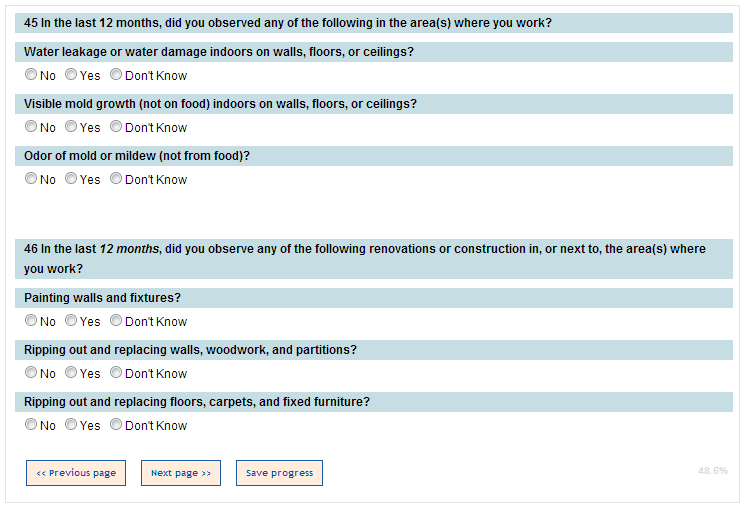 45 In the last 12 months, did you observed any of the following in the area(s) where you work?
Water leakage or water damage indoors on walls, floors, or ceilings?
No Yes Don't Know
Visible mold growth (not on food) indoors on walls, floors, or ceilings?
No Yes Don't Know
Odor of mold or mildew (not from food)?
No Yes Don't Know
46 In the last 12 months, did you observe any of the following renovations or construction in, or next to, the area(s) where
you work?
Painting walls and fixtures?
No Yes Don't Know
Ripping out and replacing walls, woodwork, and partitions?
No Yes Don't Know
Ripping out and replacing floors, carpets, and fixed furniture?
No Yes Don't Know
<< Previous page Next page >> Save progress 48.6%